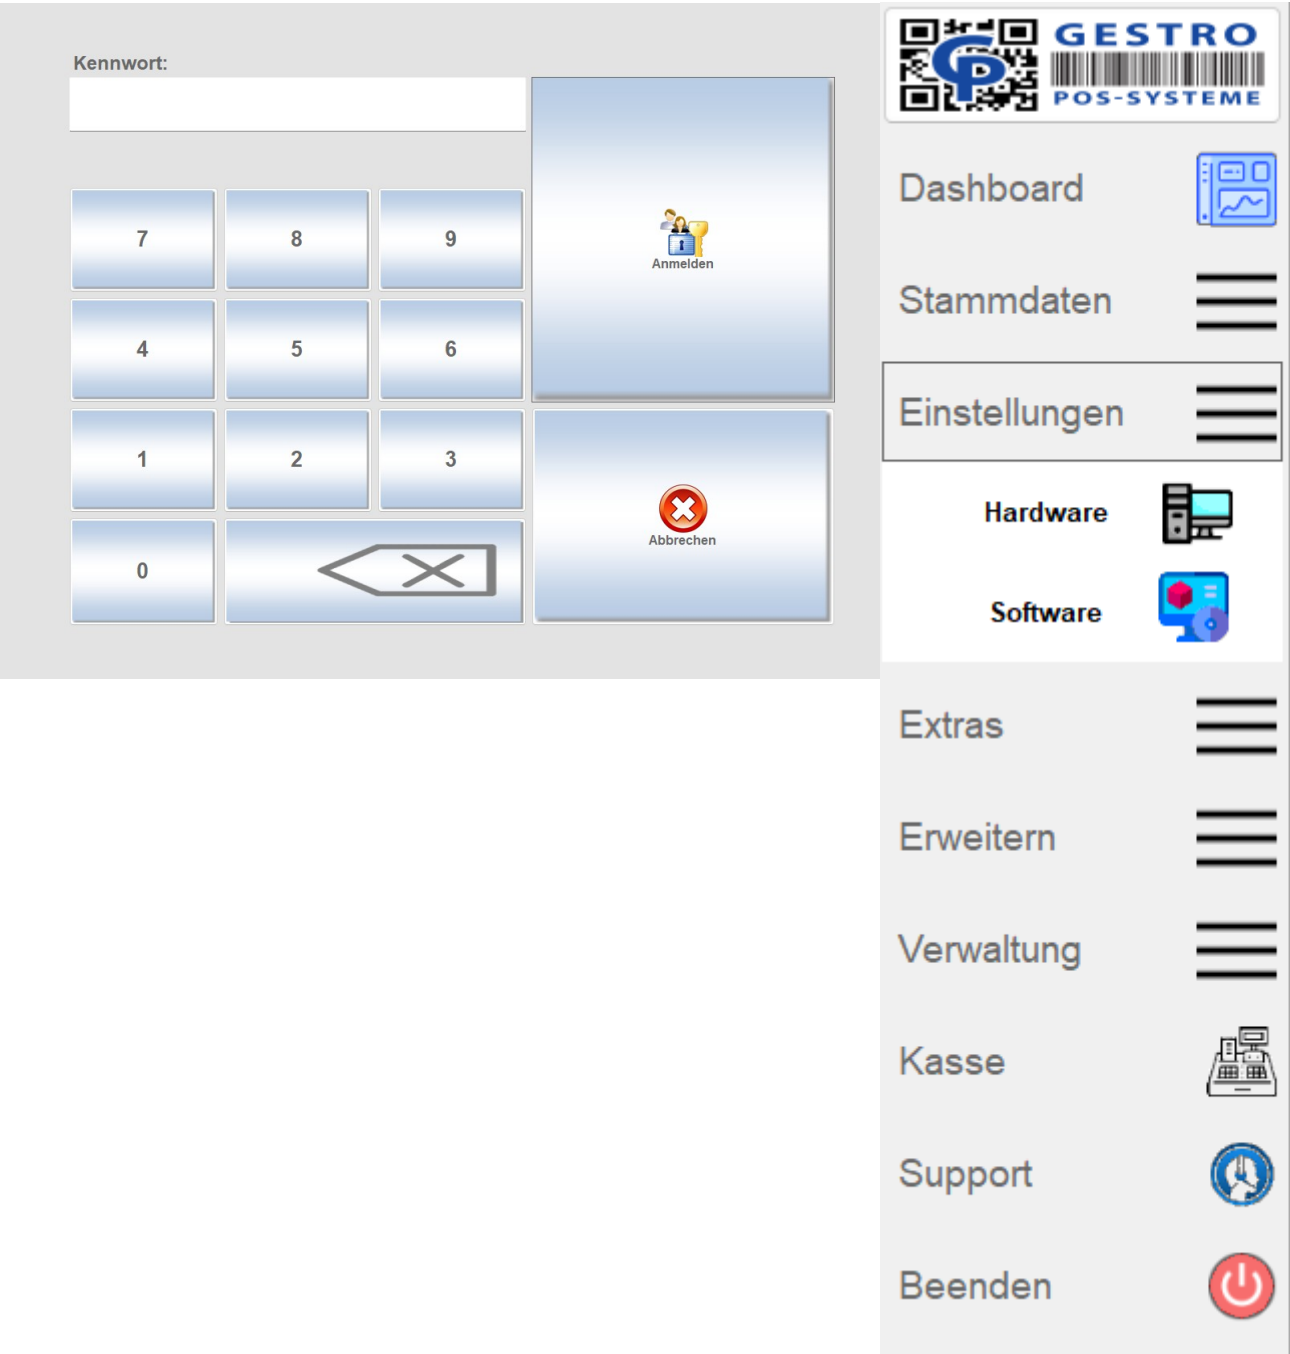 Kennwort:
7
8
9
4
5
6
1
2
3
0
Anmelden
Abbrechen
GESTRO
POS-SYSTEME
Dashboard
Stammdaten
Einstellungen
Hardware
Software
Extras
Erweitern
Verwaltung
Kasse
Support
Beenden